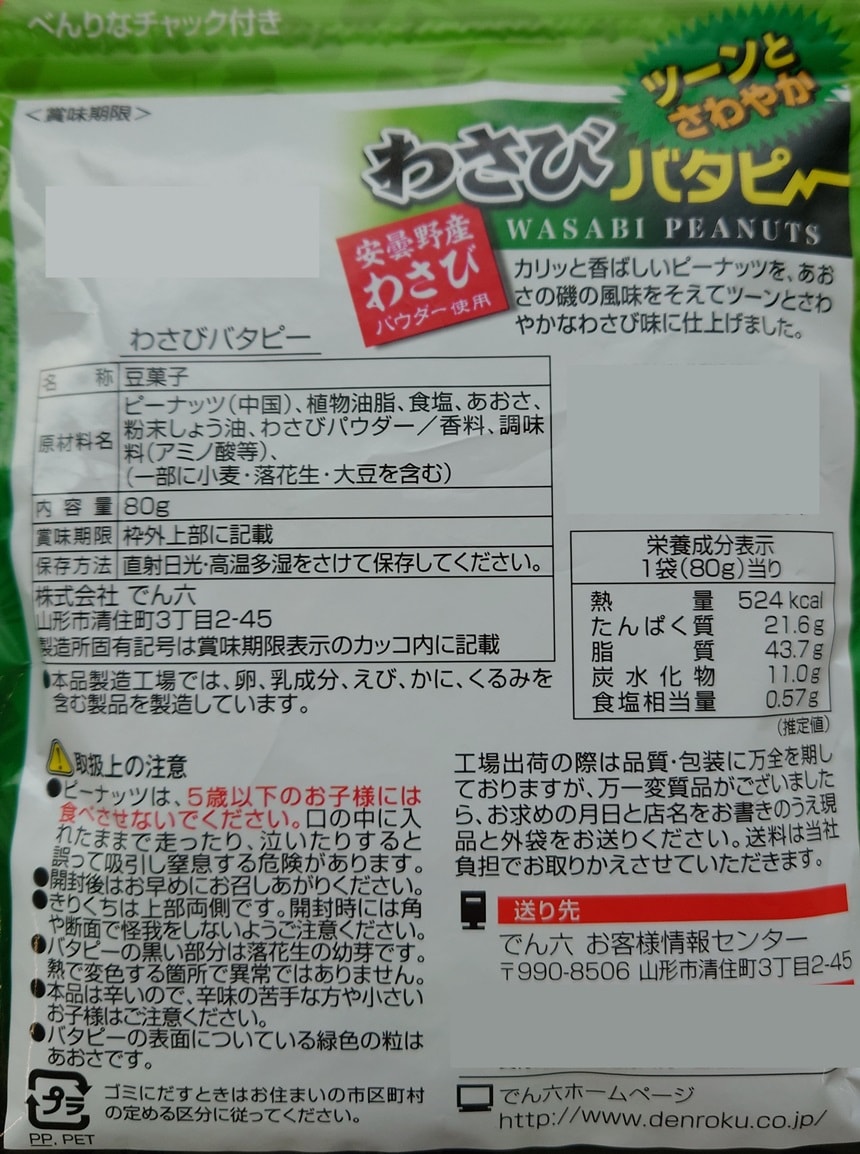 べんりなチャック付き
<賞味期限>
ツーンと
さわやか
わさびバタピー
WASABI PEANUTS
安曇野産
わさび
パウダー使用
カリッと香ばしいピーナッツを、あお
さの磯の風味をそえてツーンとさわ
やかなわさび味に仕上げました。
わさびバタピー
名称 豆菓子
原材料名 ピーナッツ(中国)、植物油脂、食塩、あおさ、
粉末しょう油、わさびパウダー/香料、調味
料(アミノ酸等)、
(一部に小麦・落花生・大豆を含む)
内容量 80g
賞味期限 枠外上部に記載
保存方法 直射日光・高温多湿をさけて保存してください。
株式会社 でん六
山形市清住町3丁目2-45
製造所固有記号は賞味期限表示のカッコ内に記載
●本品製造工場では、卵、乳成分、えび、かに、くるみを
含む製品を製造しています。
栄養成分表示
1袋(80g)当り
熱量 524kcal
たんぱく質 21.6g
脂質 43.7g
炭水化物 11.0g
食塩相当量 0.57g
(推定値)
取扱上の注意
●ピーナッツは、5歳以下のお子様には
食べさせないでください。口の中に入
れたままで走ったり、泣いたりすると
誤って吸引し窒息する危険があります。
●開封後はお早めにお召しあがりください。
●きりくちは上部両側です。開封時には角
や断面で怪我をしないようご注意ください。
●バタピーの黒い部分は落花生の幼芽です。
熱で変色する箇所で異常ではありません。
●本品は辛いので、辛味の苦手な方や小さい
お子様はご注意ください。
●バタピーの表面についている緑色の粒は
あおさです。
プラ
PP, PET
ゴミにだすときはお住まいの市区町村
の定める区分に従ってください。
工場出荷の際は品質・包装に万全を期し
ておりますが、万一変質品がございました
ら、お求めの月日と店名をお書きのうえ現
品と外袋をお送りください。送料は当社
負担でお取りかえさせていただきます。
送り先
でん六 お客様情報センター
〒990-8506 山形市清住町3丁目2-45
でん六ホームページ
http://www.denroku.co.jp/